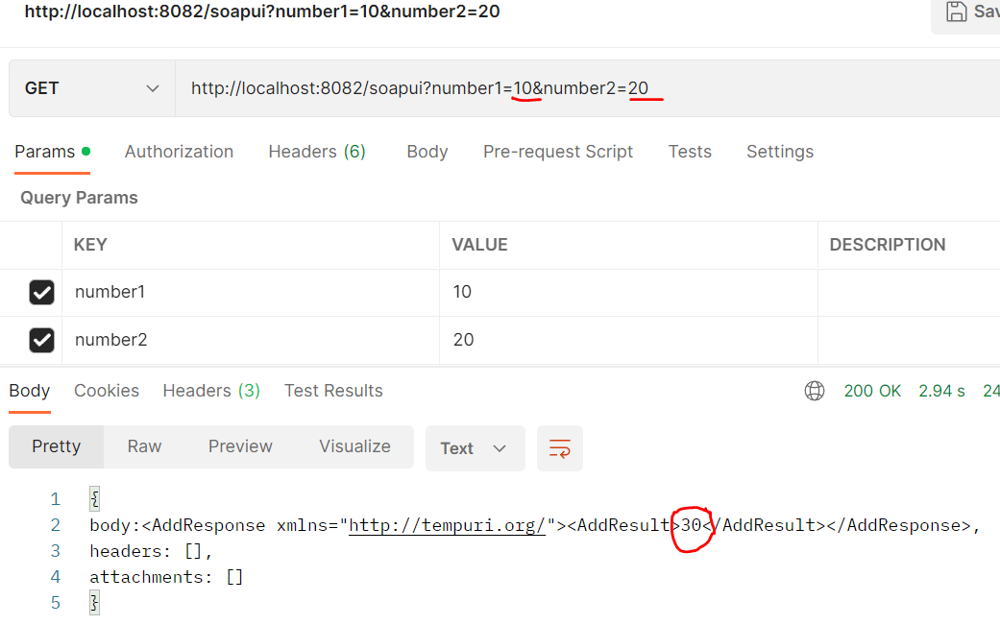 http://localhost:8082/soapui?number1=10&number2=20
GET http://localhost:8082/soapui?number1=10&number2=20
Params Authorization Headers (6) Body Pre-request Script Tests Settings
Query Params
KEY VALUE DESCRIPTION
number1 10
number2 20
Body Cookies Headers (3) Test Results 200 OK 2.94 s
Pretty Raw Preview Visualize Text
1 {
2 body:<AddResponse xmlns="http://tempuri.org/"><AddResult>30</AddResult></AddResponse>,
3 headers: [],
4 attachments: []
5 }